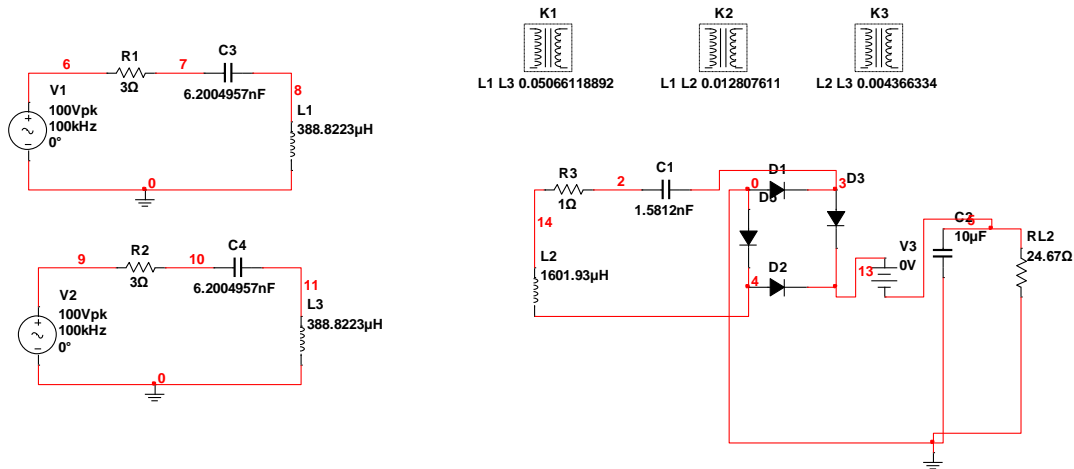 K1
L1 L3 0.05066118892
K2
L1 L2 0.012807611
K3
L2 L3 0.004366334
6
R1
3Ω
7
C3
6.2004957nF
8
V1
100Vpk
100kHz
0°
L1
388.8223µH
0
9
R2
3Ω
10
C4
6.2004957nF
11
V2
100Vpk
100kHz
0°
L3
388.8223µH
0
R3
1Ω
2
C1
1.5812nF
14
L2
1601.93µH
0
D1
3
D3
4
D2
13
V3
0V
C2
10µF
RL2
24.67Ω